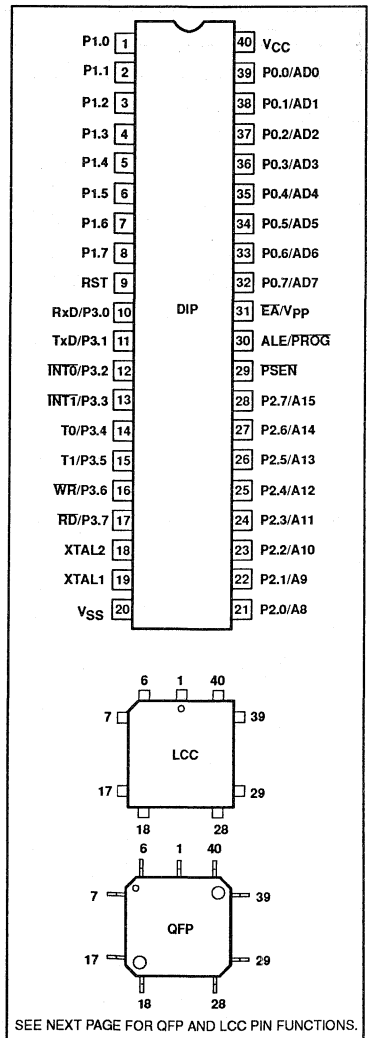 P1.0 1 40 VCC
P1.1 2 39 P0.0/AD0
P1.2 3 38 P0.1/AD1
P1.3 4 37 P0.2/AD2
P1.4 5 36 P0.3/AD3
P1.5 6 35 P0.4/AD4
P1.6 7 34 P0.5/AD5
P1.7 8 33 P0.6/AD6
RST 9 32 P0.7/AD7
RxD/P3.0 10 DIP 31 EA/VPP
TxD/P3.1 11 30 ALE/PROG
INT0/P3.2 12 29 PSEN
INT1/P3.3 13 28 P2.7/A15
T0/P3.4 14 27 P2.6/A14
T1/P3.5 15 26 P2.5/A13
WR/P3.6 16 25 P2.4/A12
RD/P3.7 17 24 P2.3/A11
XTAL2 18 23 P2.2/A10
XTAL1 19 22 P2.1/A9
VSS 20 21 P2.0/A8
6 1 40
7 39
LCC
17 29
18 28
6 1 40
7 39
QFP
17 29
18 28
SEE NEXT PAGE FOR QFP AND LCC PIN FUNCTIONS.